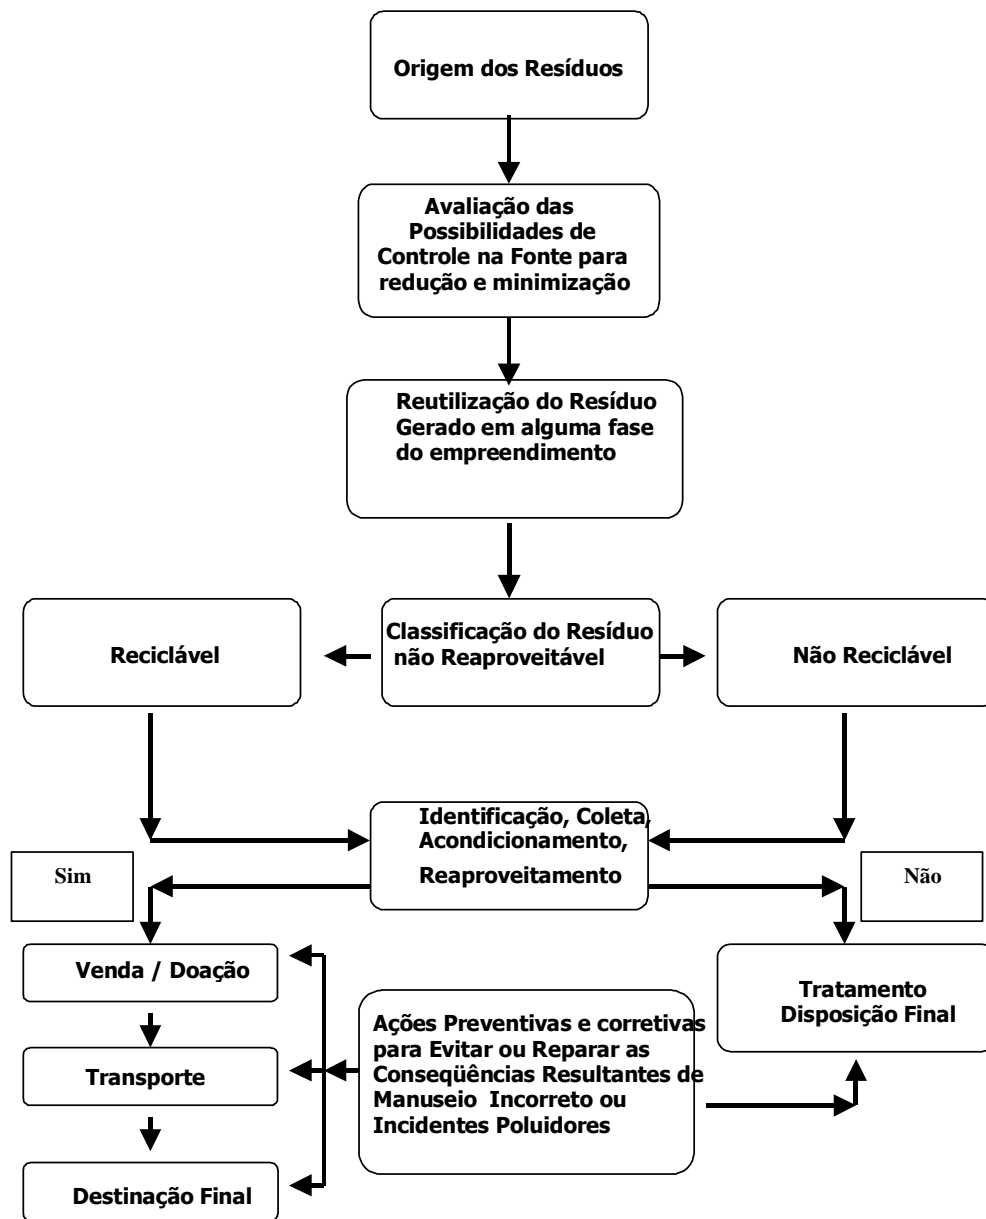 Origem dos Resíduos
Avaliação das
Possibilidades de
Controle na Fonte para
redução e minimização
Reutilização do Resíduo
Gerado em alguma fase
do empreendimento
Reciclável
Classificação do Resíduo
não Reaproveitável
Não Reciclável
Identificação, Coleta,
Acondicionamento,
Reaproveitamento
Sim
Não
Venda / Doação
Tratamento
Disposição Final
Ações Preventivas e corretivas
para Evitar ou Reparar as
Conseqüências Resultantes de
Manuseio Incorreto ou
Incidentes Poluidores
Transporte
Destinação Final